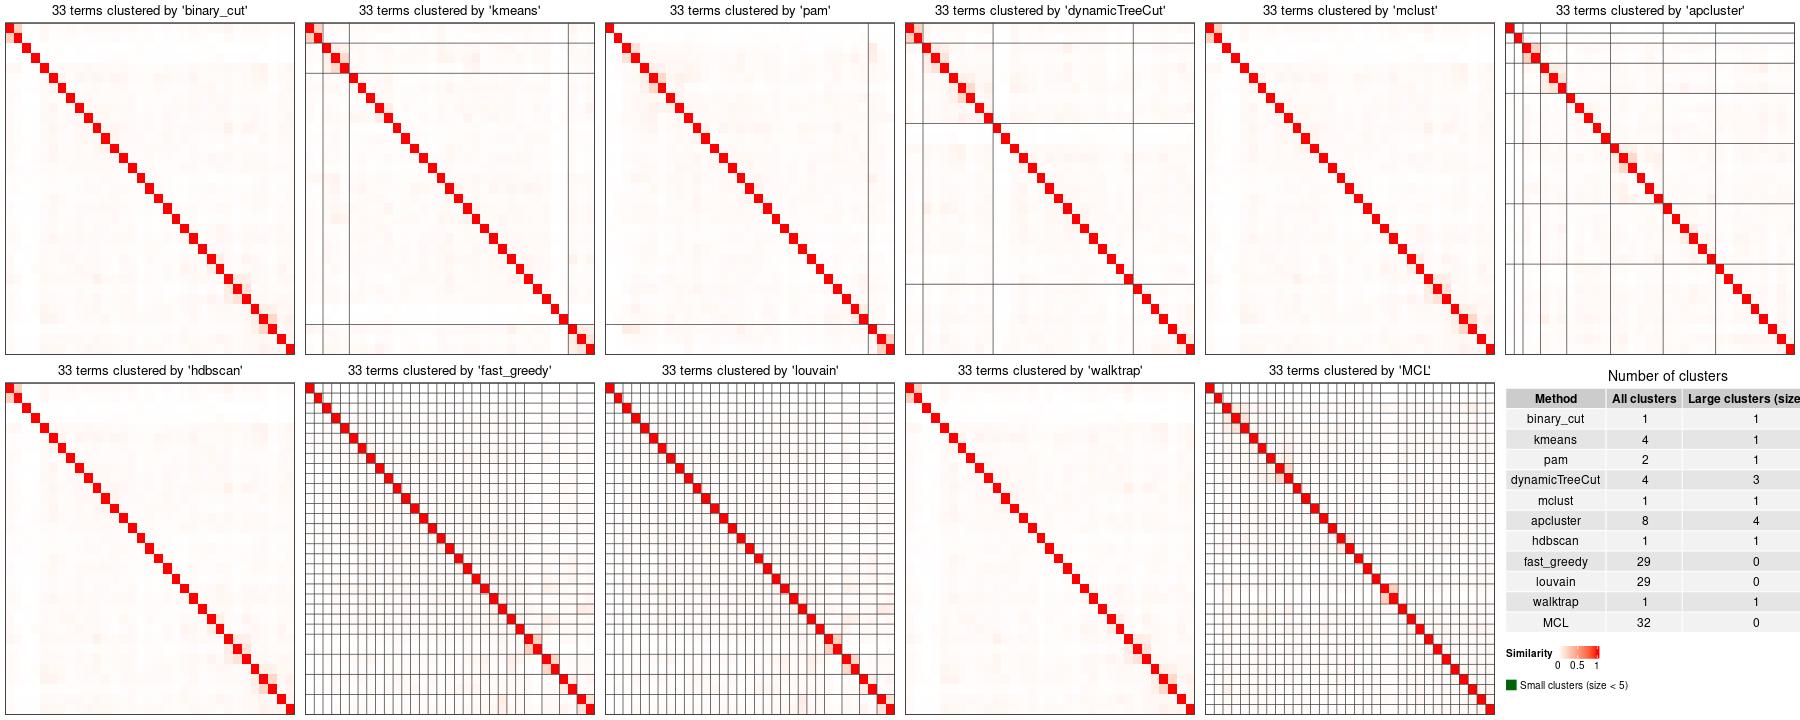 33 terms clustered by 'binary_cut'
33 terms clustered by 'kmeans'
33 terms clustered by 'pam'
33 terms clustered by 'dynamicTreeCut'
33 terms clustered by 'mclust'
33 terms clustered by 'apcluster'
33 terms clustered by 'hdbscan'
33 terms clustered by 'fast_greedy'
33 terms clustered by 'louvain'
33 terms clustered by 'walktrap'
33 terms clustered by 'MCL'
Number of clusters
Method All clusters Large clusters (size
binary_cut 1 1
kmeans 4 1
pam 2 1
dynamicTreeCut 4 3
mclust 1 1
apcluster 8 4
hdbscan 1 1
fast_greedy 29 0
louvain 29 0
walktrap 1 1
MCL 32 0
Similarity
0 0.5 1
Small clusters (size < 5)